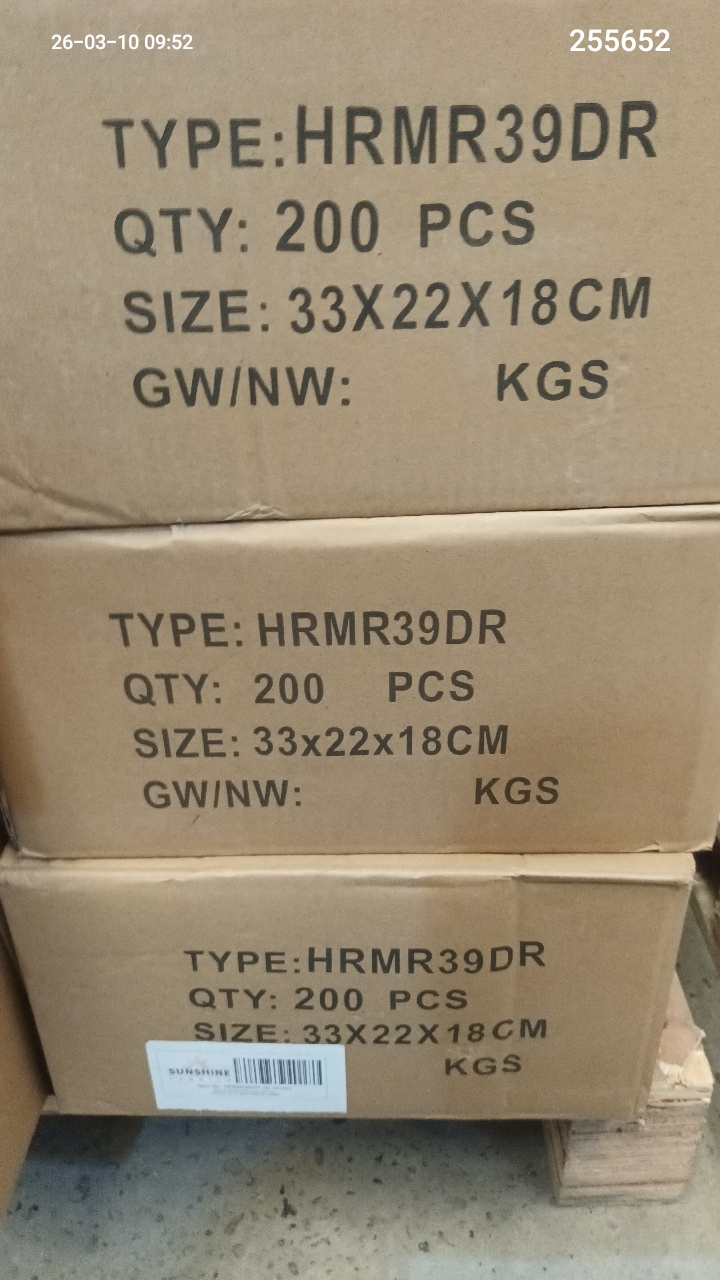 26-03-10 09:52
255652
TYPE:HRMR39DR
QTY: 200 PCS
SIZE: 33X22X18CM
GW/NW: KGS
TYPE: HRMR39DR
QTY: 200 PCS
SIZE: 33x22x18CM
GW/NW: KGS
TYPE:HRMR39DR
QTY: 200 PCS
SIZE: 33X22X18CM
KGS
SUNSHINE